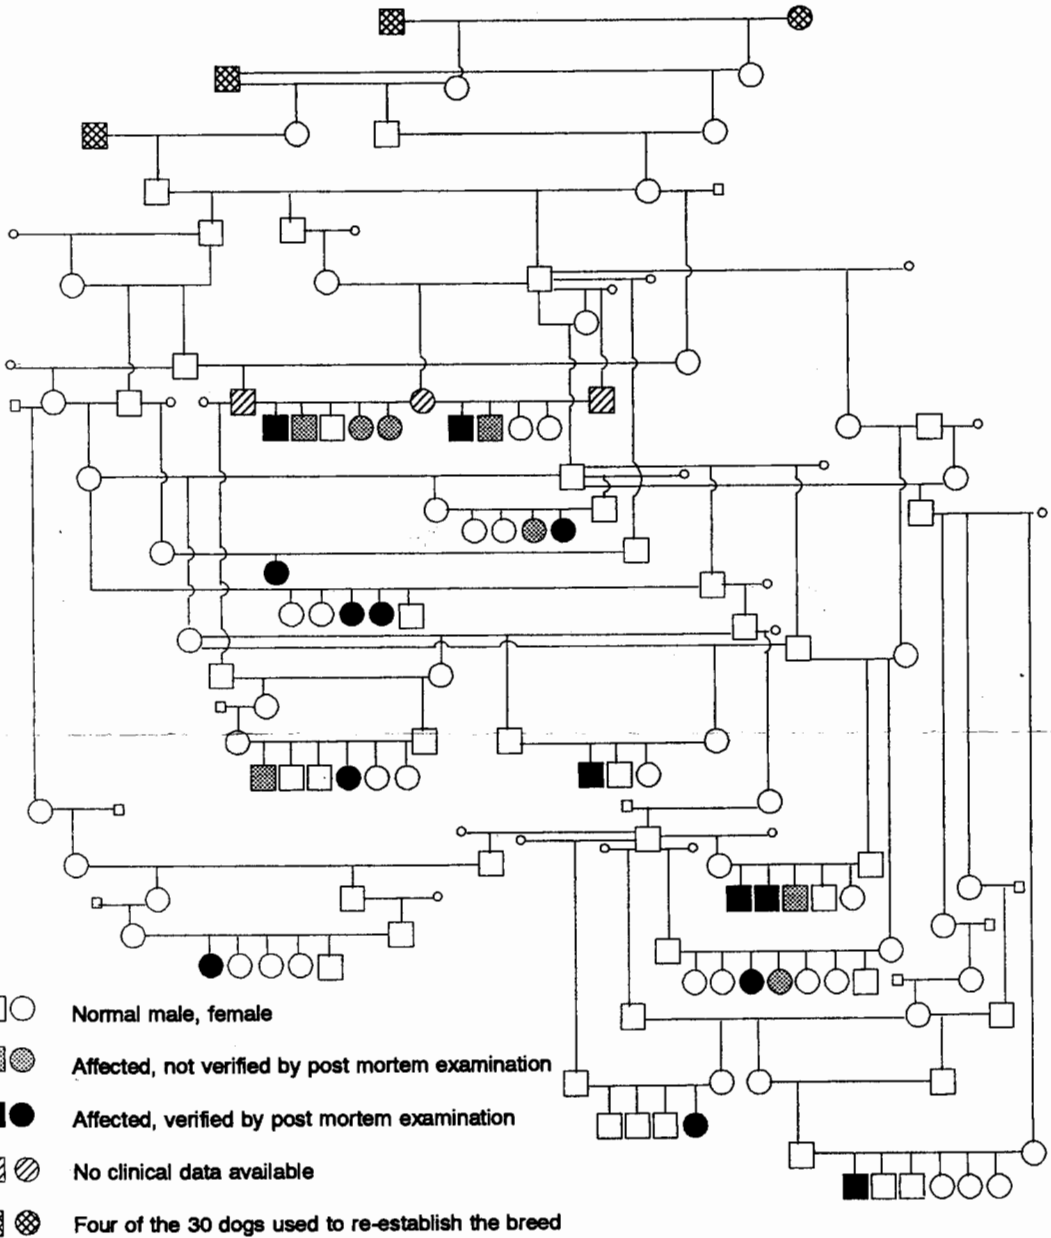 Normal male, female
Affected, not verified by post mortem examination
Affected, verified by post mortem examination
No clinical data available
Four of the 30 dogs used to re-establish the breed